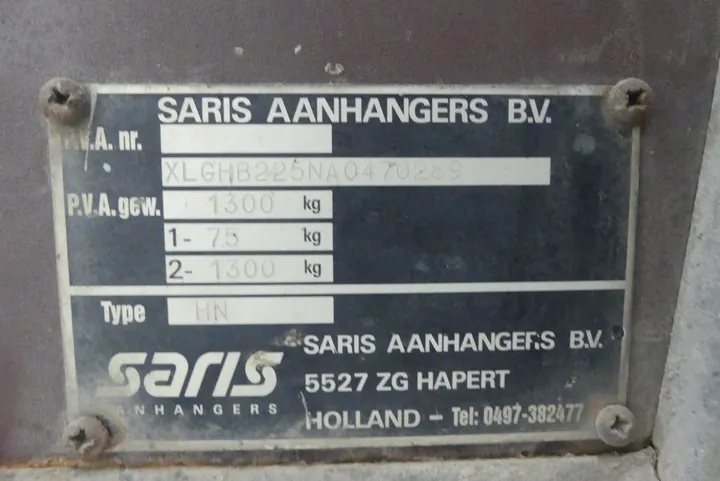 SARIS AANHANGERS B.V.
P.V.A. nr.
XLGHB225NA0470289
P.V.A. gew. 1300 kg
1- 75 kg
2- 1300 kg
Type HN
saris
AANHANGERS
SARIS AANHANGERS B.V.
5527 ZG HAPERT
HOLLAND - Tel: 0497-382477